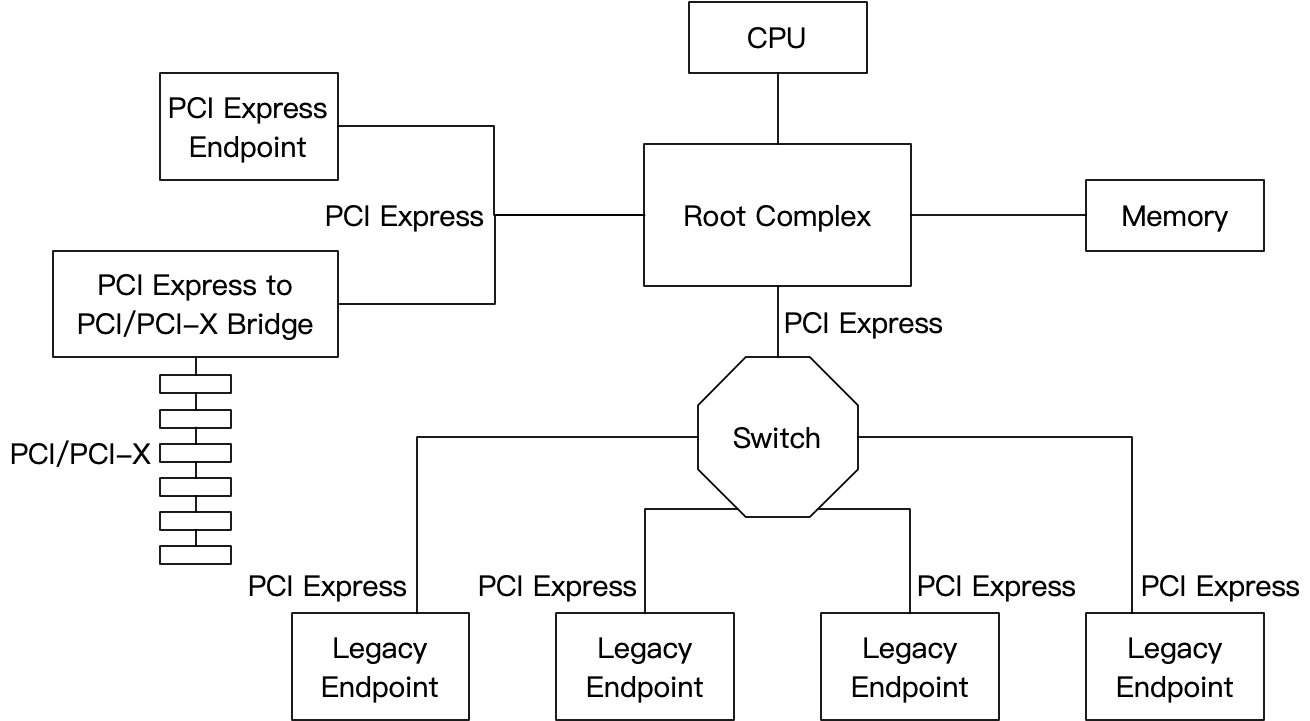 CPU
PCI Express
Endpoint
PCI Express
Root Complex
Memory
PCI Express to
PCI/PCI-X Bridge
PCI Express
Switch
PCI/PCI-X
PCI Express
PCI Express
PCI Express
PCI Express
Legacy
Endpoint
Legacy
Endpoint
Legacy
Endpoint
Legacy
Endpoint